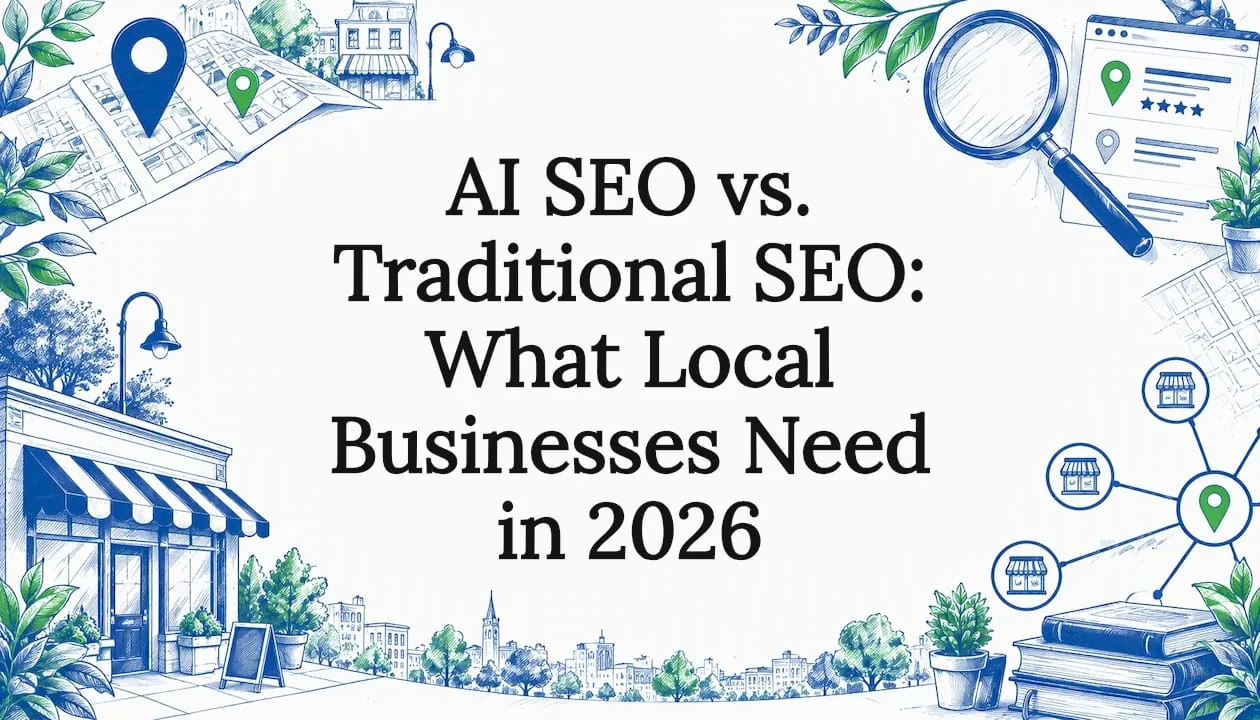 AI SEO vs.
Traditional SEO:
What Local
Businesses Need
in 2026